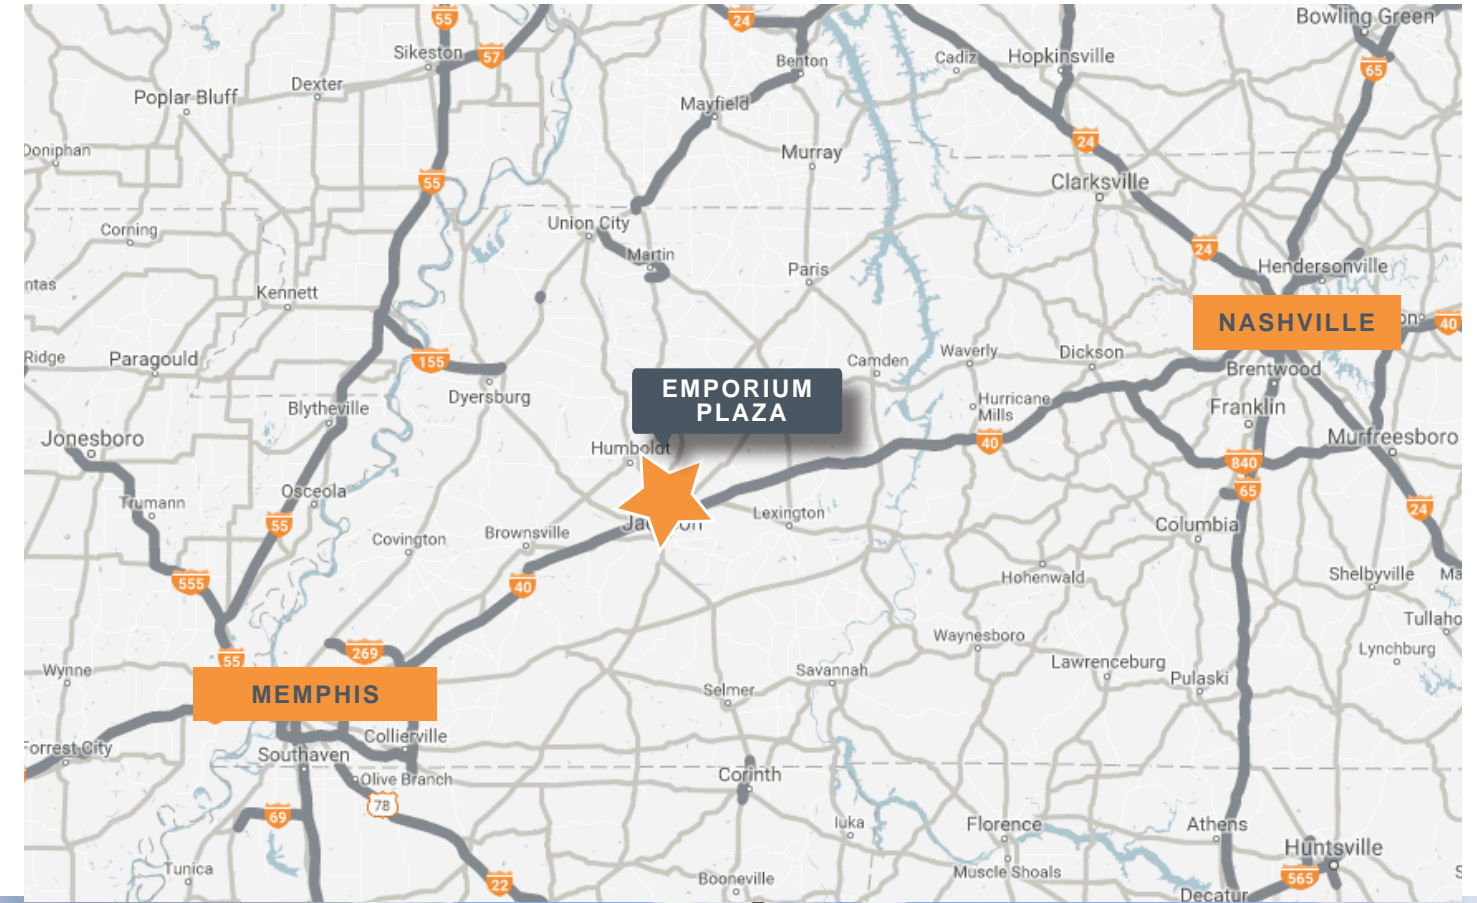 55
24
Bowling Green
Sikeston
57
Benton
Cadiz
Hopkinsville
65
Dexter
Poplar Bluff
Mayfield
24
Doniphan
Murray
55
Clarksville
Union City
Corning
24
Martin
Hendersonville
Paris
ntas
Kennett
NASHVILLE
40
Ridge
Paragould
155
Camden
Waverly
Dickson
Brentwood
EMPORIUM
PLAZA
Dyersburg
Hurricane
Mills
Blytheville
Franklin
Jonesboro
Humboldt
40
Murfreesboro
840
65
Osceola
Trumann
24
55
Lexington
Columbia
Brownsville
Covington
Hohenwald
Shelbyville
Ma
555
40
Tullaho
Waynesboro
269
55
Lynchburg
Wynne
Savannah
Lawrenceburg
Pulaski
MEMPHIS
Selmer
Collierville
Forrest City
Southaven
Olive Branch
Corinth
78
69
Iuka
Florence
Athens
Huntsville
Tunica
22
Booneville
Muscle Shoals
565
Decatur